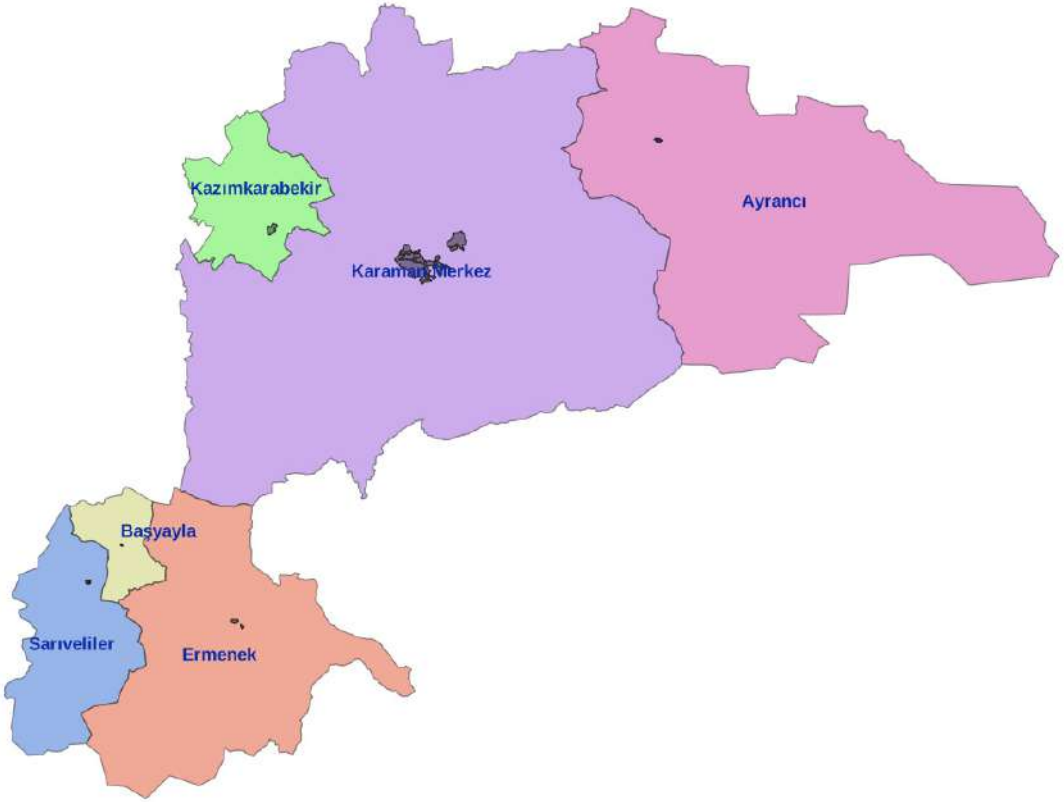 Kazımkarabekir
Ayrancı
Karaman Merkez
Başyayla
Sarıveliler
Ermenek